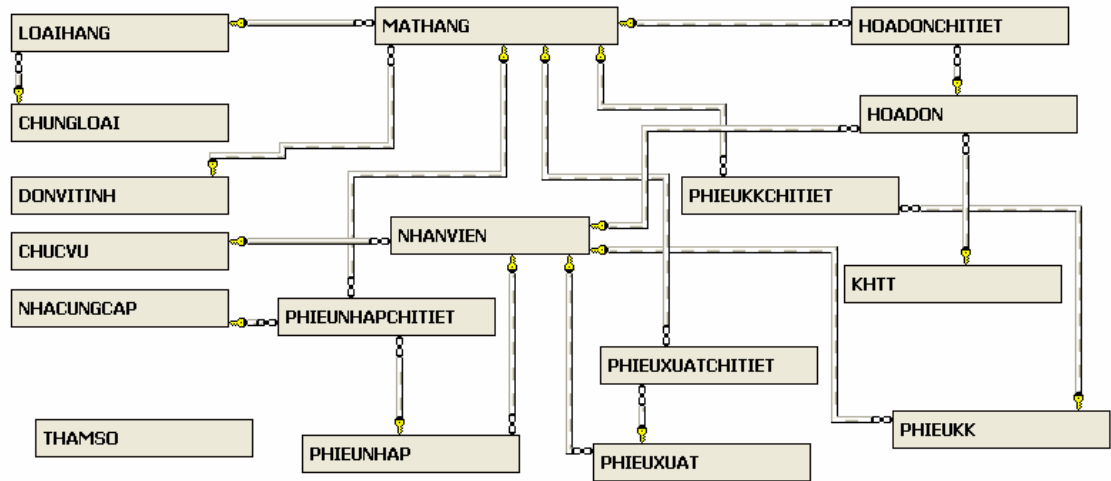 LOAIHANG
MATHANG
HOADONCHITIET
CHUNGLOAI
HOADON
DONVITINH
PHIEUKKCHITIET
CHUCVU
NHANVIEN
KHTT
NHACUNGCAP
PHIEUNHAPCHITIET
PHIEUXUATCHITIET
THAMSO
PHIEUNHAP
PHIEUXUAT
PHIEUKK